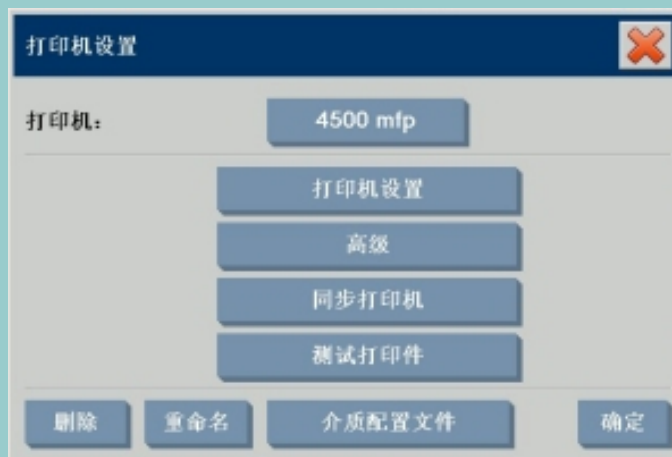 打印机设置
打印机： 4500 mfp
打印机设置
高级
同步打印机
测试打印件
删除 重命名 介质配置文件 确定